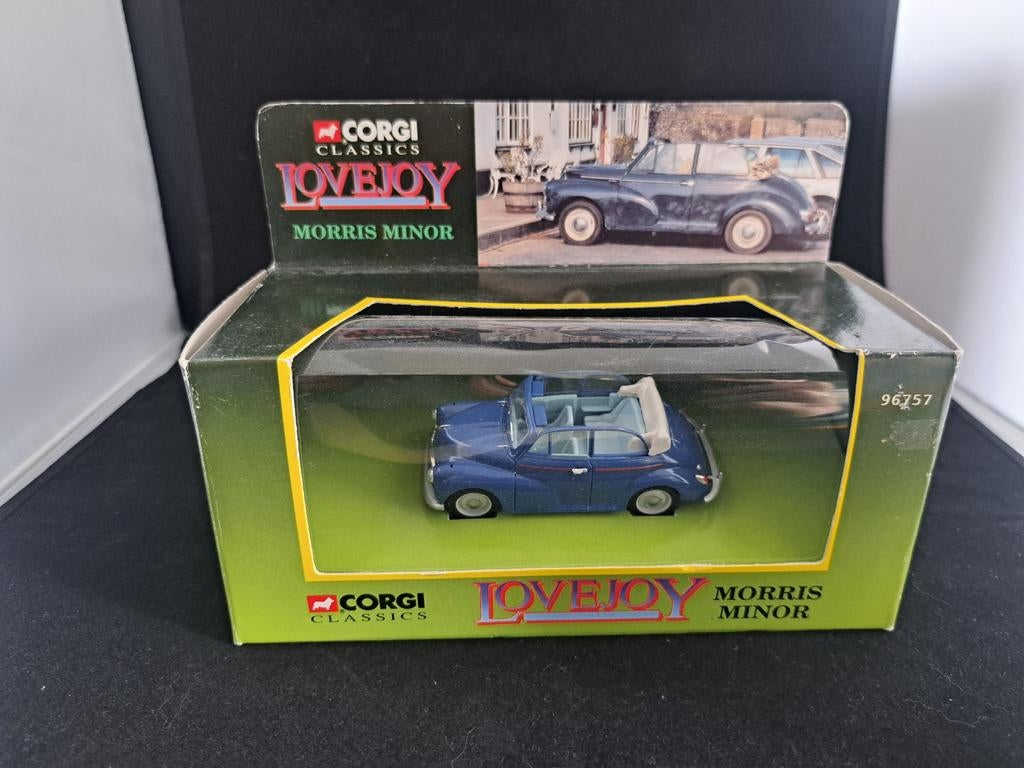 CORGI
CLASSICS
LOVEJOY
MORRIS MINOR
96757
CORGI
CLASSICS
LOVEJOY
MORRIS
MINOR